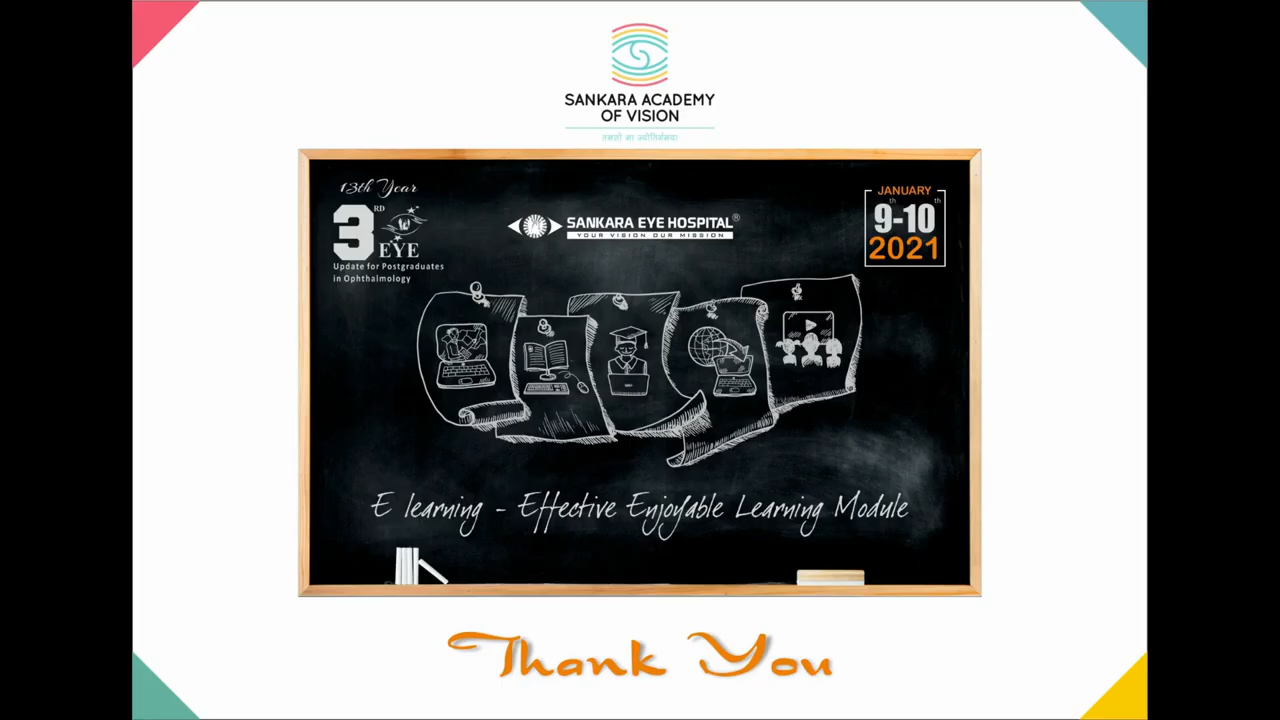 SANKARA ACADEMY
OF VISION
13th Year
3RD
EYE
Update for Postgraduates
in Ophthalmology
SANKARA EYE HOSPITAL®
YOUR VISION OUR MISSION
JANUARY
9th-10th
2021
E learning - Effective Enjoyable Learning Module
Thank You